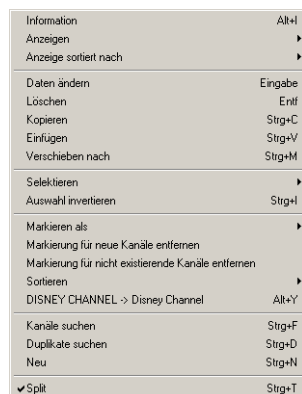 Information Alt+I
Anzeigen
Anzeige sortiert nach
Daten ändern Eingabe
Löschen Entf
Kopieren Strg+C
Einfügen Strg+V
Verschieben nach Strg+M
Selektieren
Auswahl invertieren Strg+I
Markieren als
Markierung für neue Kanäle entfernen
Markierung für nicht existierende Kanäle entfernen
Sortieren
DISNEY CHANNEL -> Disney Channel Alt+Y
Kanäle suchen Strg+F
Duplikate suchen Strg+D
Neu Strg+N
Split Strg+T